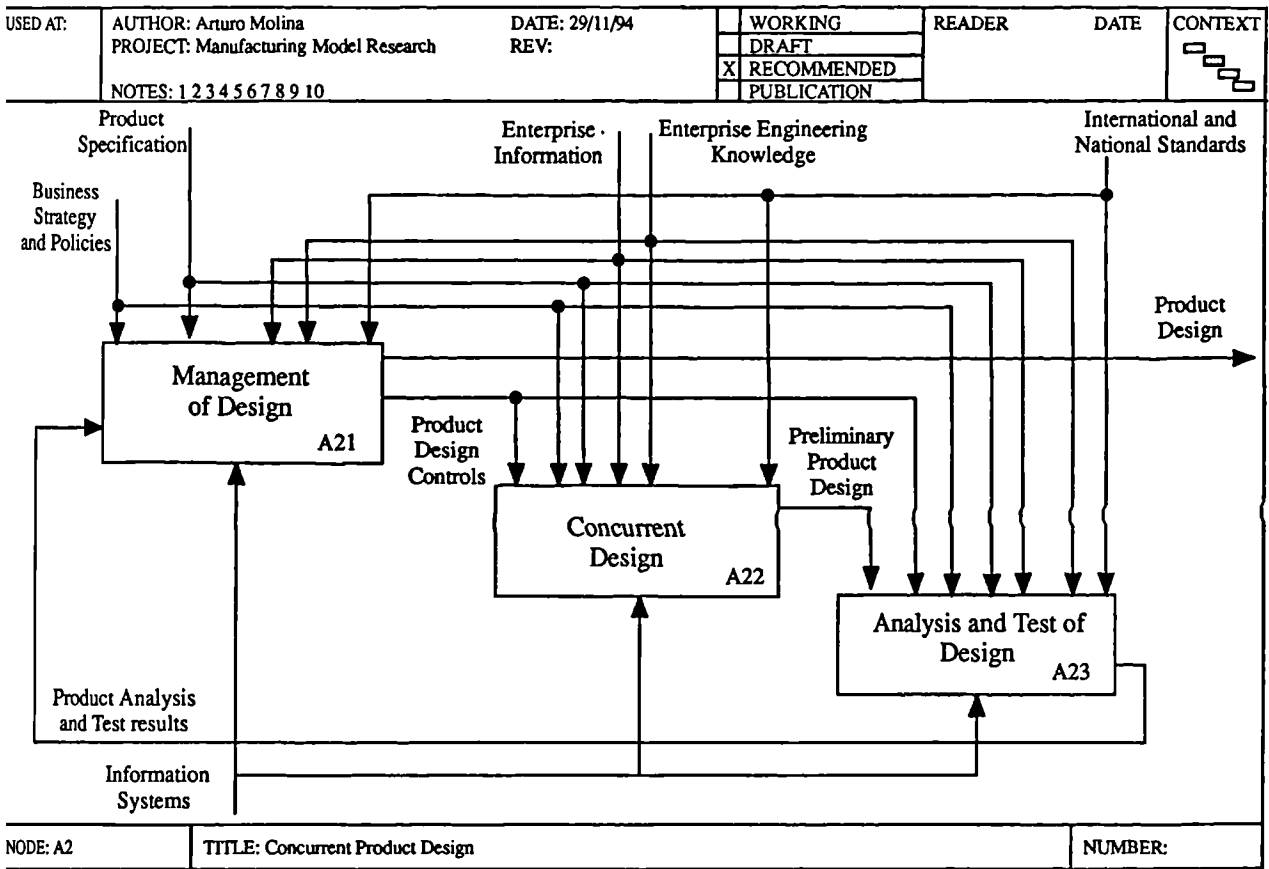 USED AT:
AUTHOR: Arturo Molina
PROJECT: Manufacturing Model Research
NOTES: 1 2 3 4 5 6 7 8 9 10
DATE: 29/11/94
REV:
WORKING
DRAFT
X RECOMMENDED
PUBLICATION
READER DATE
CONTEXT
Product
Specification
Enterprise
Information
Enterprise Engineering
Knowledge
International and
National Standards
Business
Strategy
and Policies
Product
Design
Management
of Design
A21
Product
Design
Controls
Preliminary
Product
Design
Concurrent
Design
A22
Analysis and Test of
Design
A23
Product Analysis
and Test results
Information
Systems
NODE: A2
TITLE: Concurrent Product Design
NUMBER: